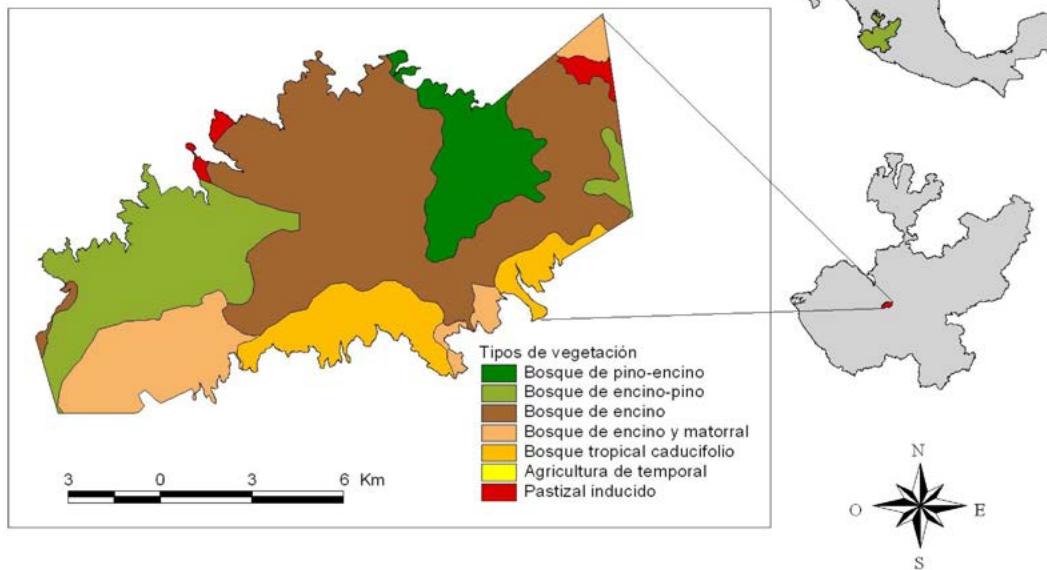 Tipos de vegetación
Bosque de pino-encino
Bosque de encino-pino
Bosque de encino
Bosque de encino y matorral
Bosque tropical caducifolio
Agricultura de temporal
Pastizal inducido
3 0 3 6 Km
N
O E
S